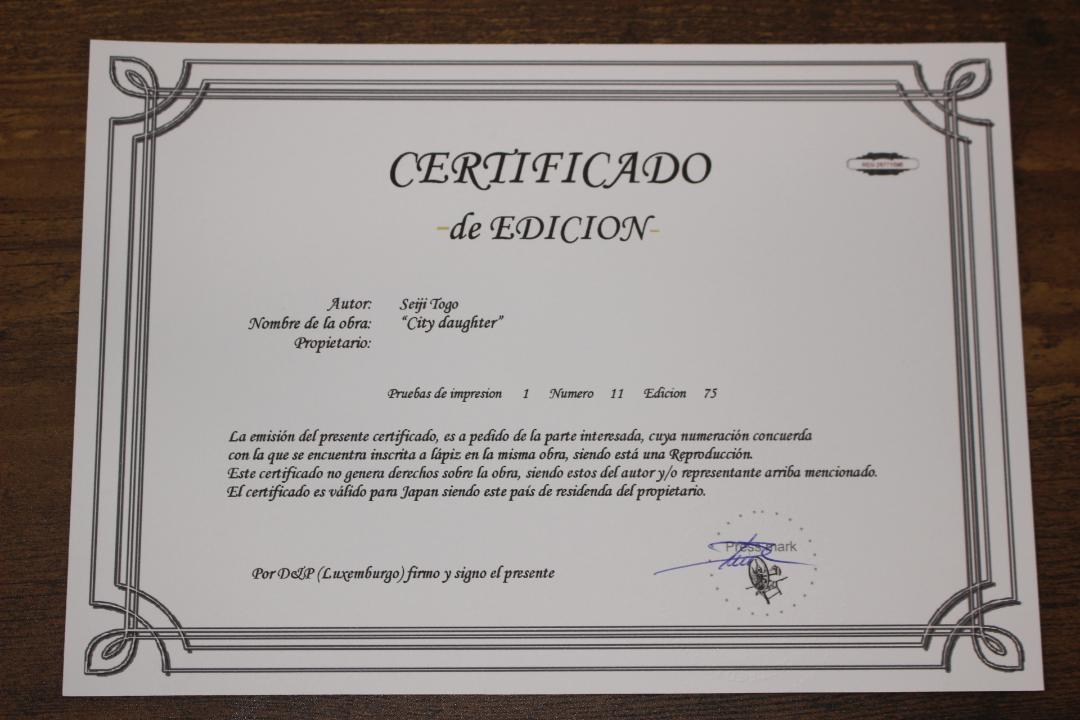 CERTIFICADO
-de EDICION-
Autor: Seiji Togo
Nombre de la obra: "City daughter"
Propietario:
Pruebas de impresion 1 Numero 11 Edicion 75
La emisión del presente certificado, es a pedido de la parte interesada, cuya numeración concuerda
con la que se encuentra inscrita a lápiz en la misma obra, siendo está una Reproducción.
Este certificado no genera derechos sobre la obra, siendo estos del autor y/o representante arriba mencionado.
El certificado es válido para Japan siendo este país de residenda del propietario.
Press mark
Por D&P (Luxemburgo) firmo y signo el presente